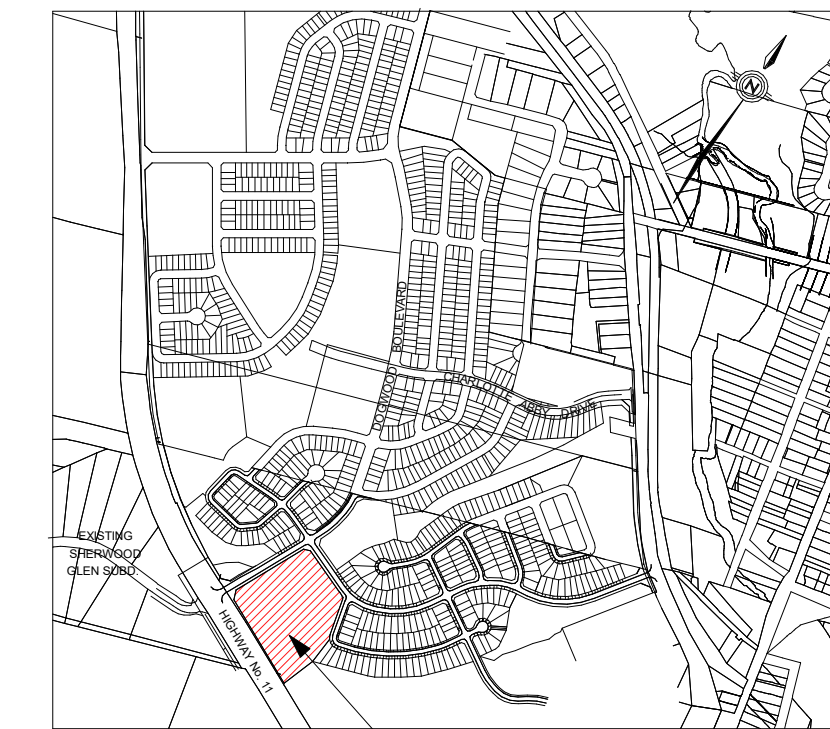 N
BOULEVARD
DOGWOOD
CHARLOTTE ABBY DRIVE
EXISTING
SHERWOOD
GLEN SUBD.
HIGHWAY No. 11